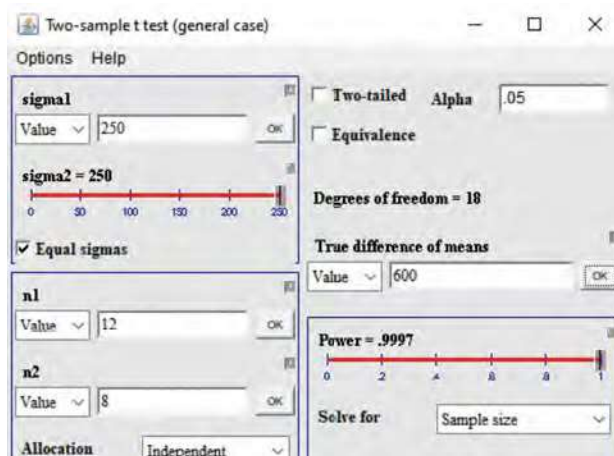 Two-sample t test (general case)
Options Help
sigma1
Value 250 OK
sigma2 = 250
0 50 100 150 200 250
Equal sigmas
n1
Value 12 OK
n2
Value 8 OK
Allocation Independent
Two-tailed Alpha .05
Equivalence
Degrees of freedom = 18
True difference of means
Value 600 OK
Power = .9997
0 .2 .4 .6 .8 1
Solve for Sample size